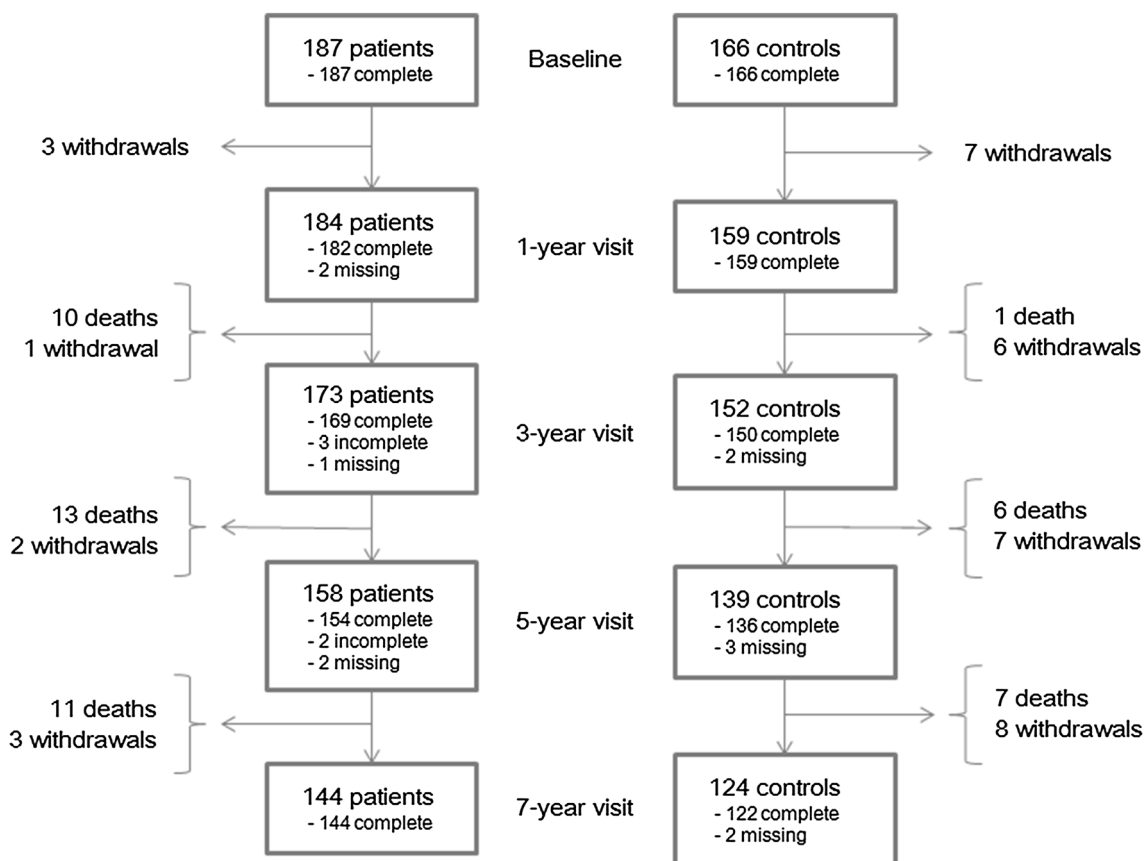 187 patients
- 187 complete
Baseline
166 controls
- 166 complete
3 withdrawals
7 withdrawals
184 patients
- 182 complete
- 2 missing
1-year visit
159 controls
- 159 complete
10 deaths
1 withdrawal
1 death
6 withdrawals
173 patients
- 169 complete
- 3 incomplete
- 1 missing
3-year visit
152 controls
- 150 complete
- 2 missing
13 deaths
2 withdrawals
6 deaths
7 withdrawals
158 patients
- 154 complete
- 2 incomplete
- 2 missing
5-year visit
139 controls
- 136 complete
- 3 missing
11 deaths
3 withdrawals
7 deaths
8 withdrawals
144 patients
- 144 complete
7-year visit
124 controls
- 122 complete
- 2 missing